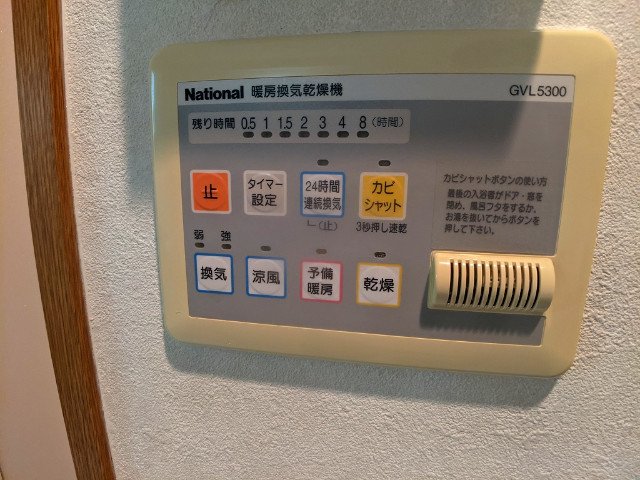 National 暖房換気乾燥機
GVL5300
残り時間 0.5 1 1.5 2 3 4 8 (時間)
止
タイマー
設定
24時間
連続換気
カビ
シャット
(止)
3秒押し速乾
カビシャットボタンの使い方
最後の入浴者がドア・窓を
閉め、風呂フタをするか、
お湯を抜いてからボタンを
押して下さい。
弱 強
換気
涼風
予備
暖房
乾燥